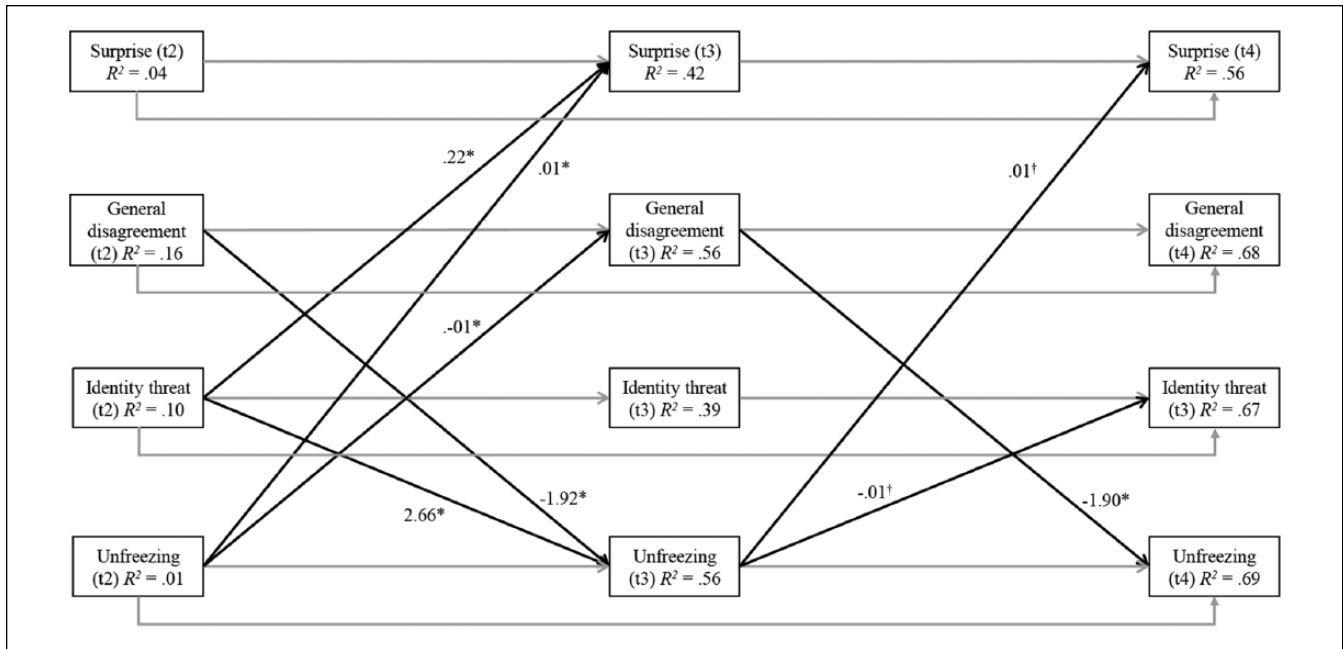 Surprise (t2)
R² = .04
Surprise (t3)
R² = .42
Surprise (t4)
R² = .56
.22*
.01*
.01†
General
disagreement
(t2) R² = .16
General
disagreement
(t3) R² = .56
General
disagreement
(t4) R² = .68
.-01*
Identity threat
(t2) R² = .10
Identity threat
(t3) R² = .39
Identity threat
(t3) R² = .67
2.66*
-1.92*
-.01†
-1.90*
Unfreezing
(t2) R² = .01
Unfreezing
(t3) R² = .56
Unfreezing
(t4) R² = .69